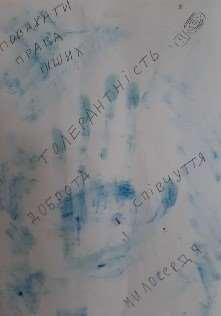 ПОВАЖАТИ
ПРАВА
ІНШИХ
ТОЛЕРАНТНІСТЬ
ДОБРОТА
СПІВЧУТТЯ
МИЛОСЕРДЯ